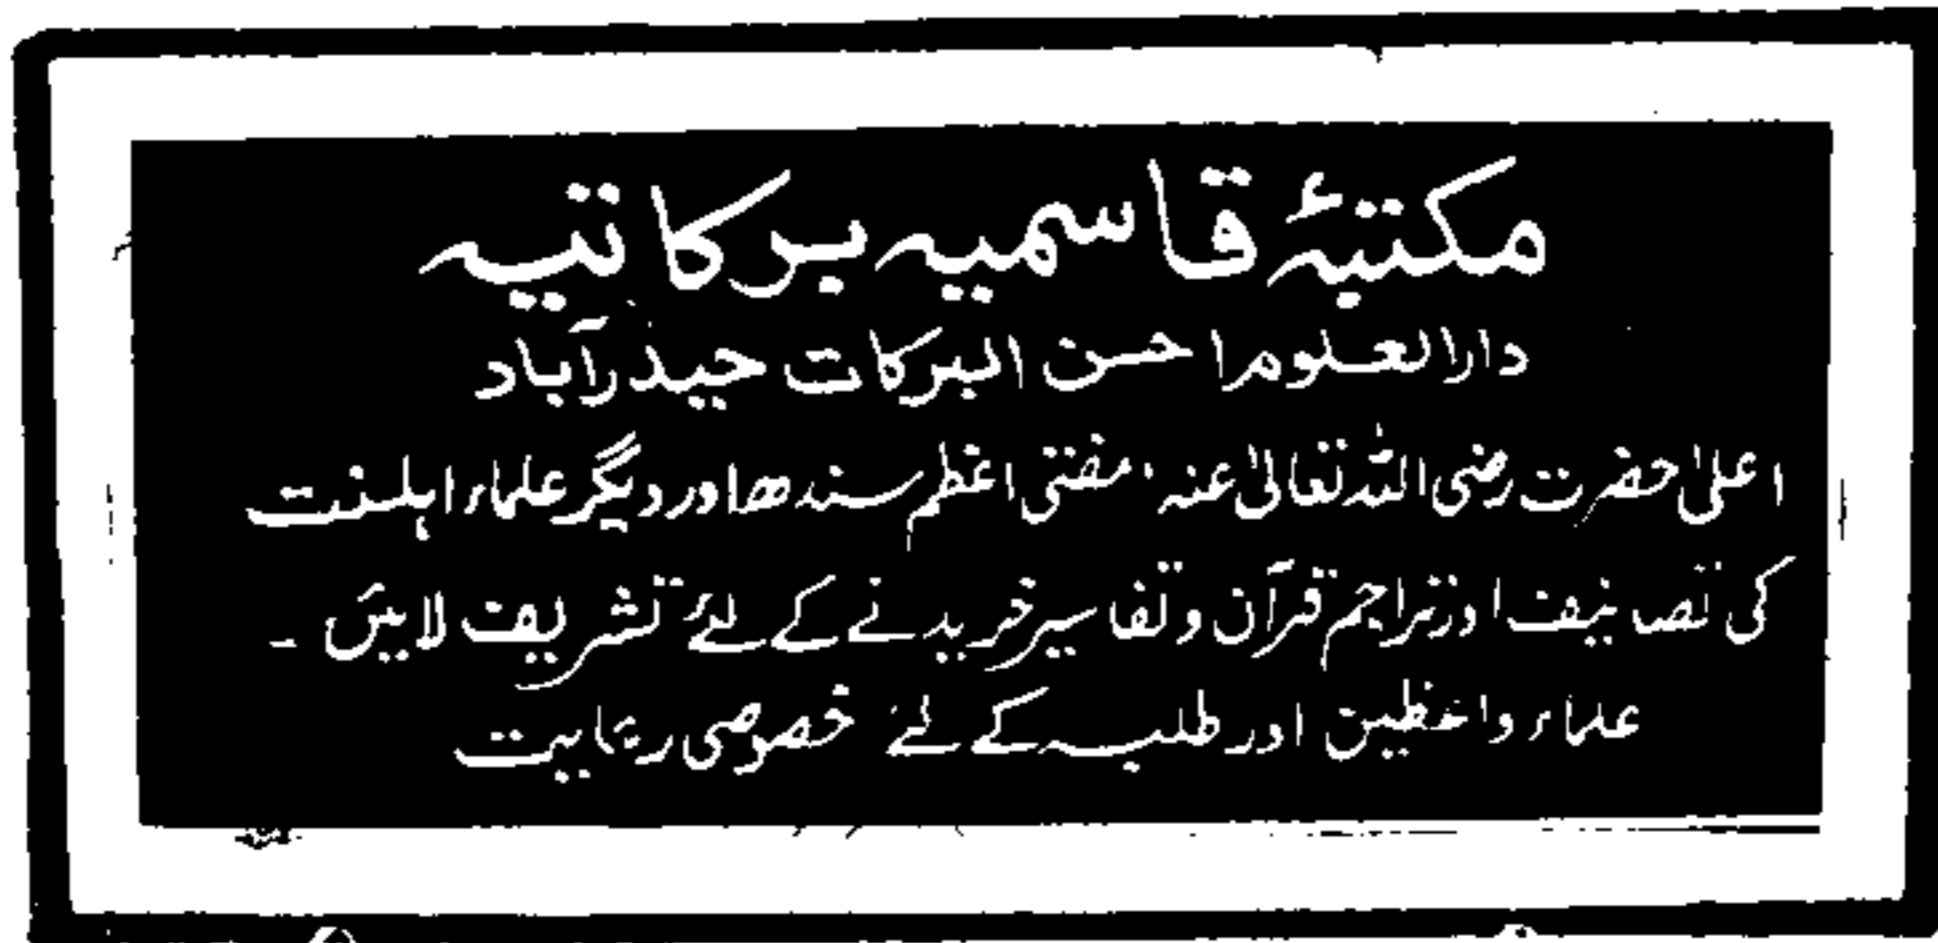 مکتبۂ قاسمیہ برکاتیہ
دارالعلوم احسن البرکات حیدرآباد
اعلیٰ حضرت رضی اللہ تعالیٰ عنہ، مفتی اعظم سندھ اور دیگر علماء اہلسنت
کی تصانیف اور تراجم قرآن و تفاسیر خریدنے کے لئے تشریف لائیں ۔
علماء واعظین اور طلبہ کے لئے خصوصی رعایت